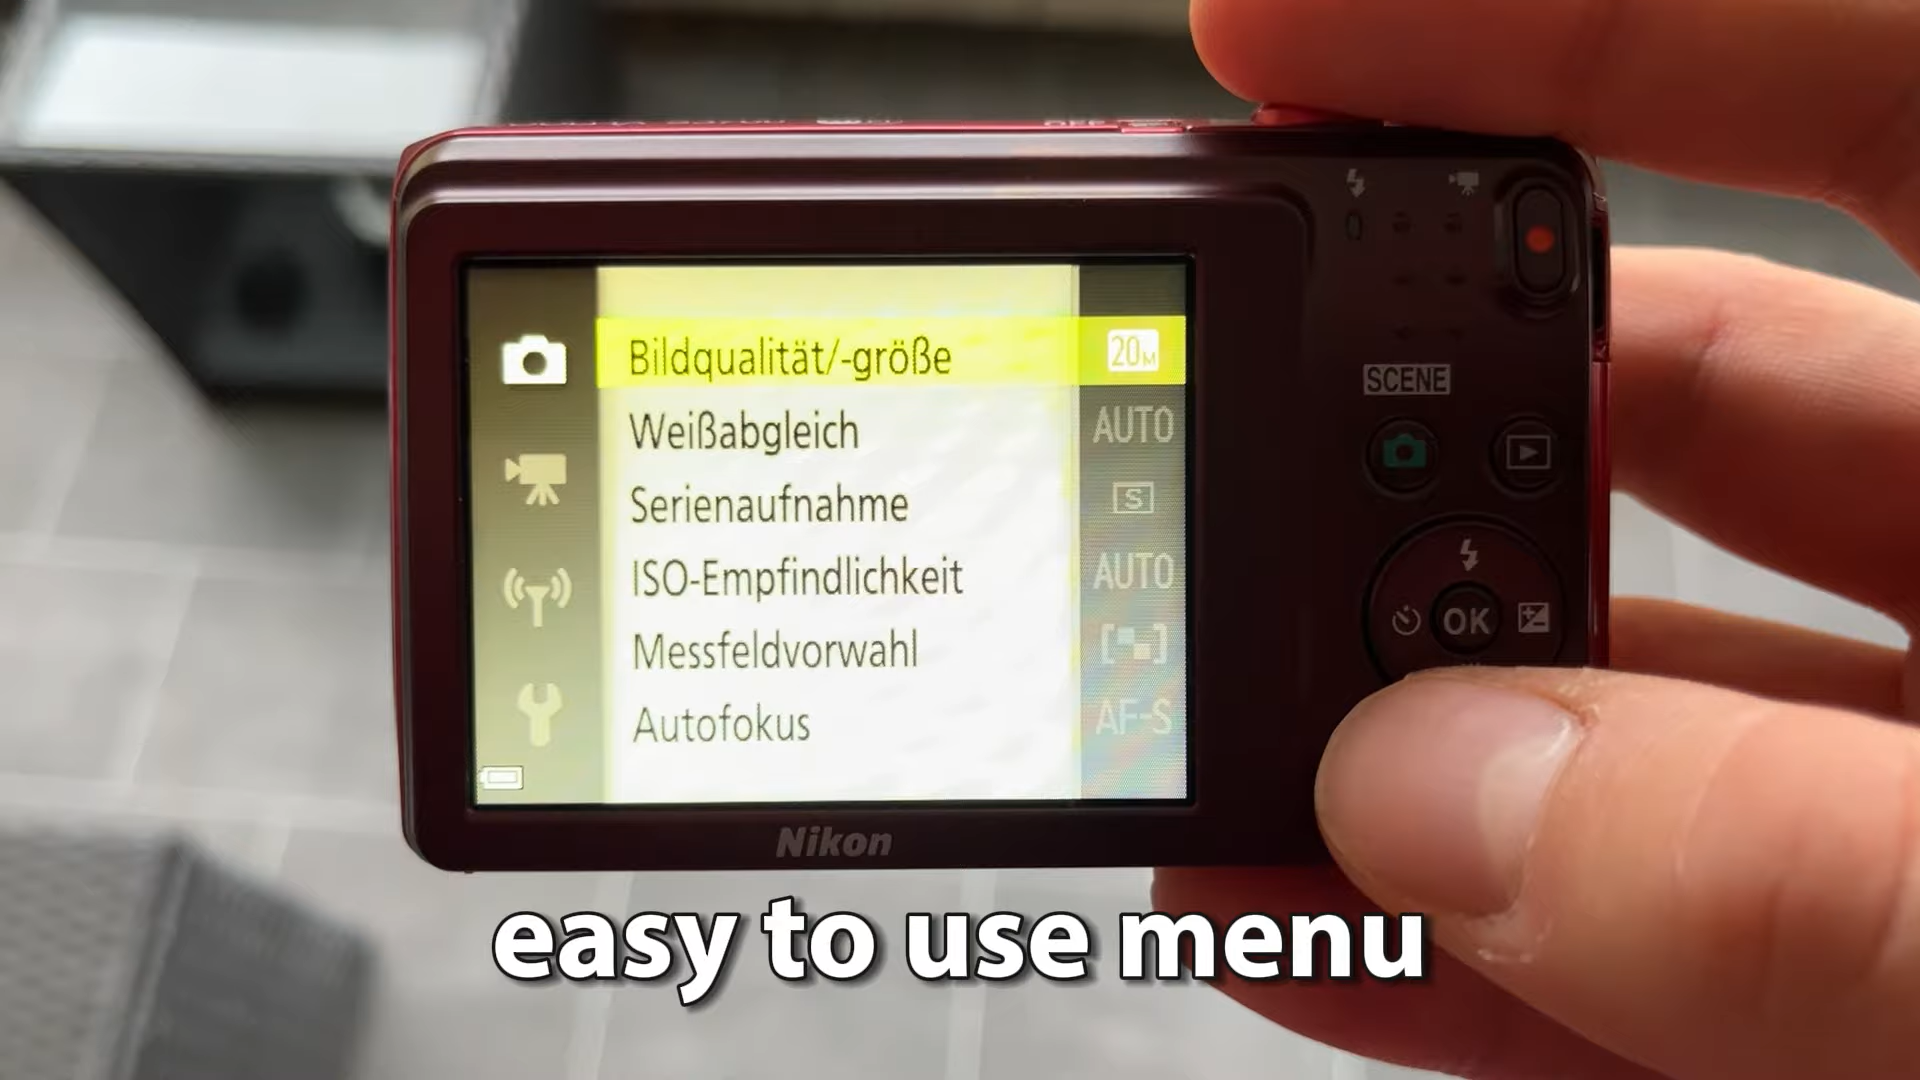 SCENE
Bildqualität/-größe 20M
Weißabgleich AUTO
Serienaufnahme S
ISO-Empfindlichkeit AUTO
Messfeldvorwahl
Autofokus AF-S
OK
Nikon
easy to use menu